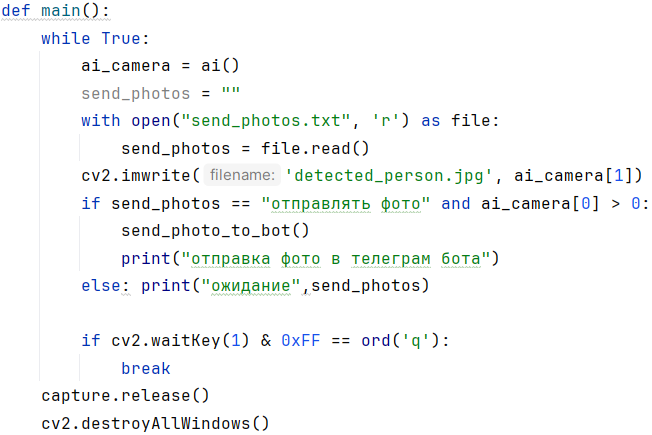 def main():
    while True:
        ai_camera = ai()
        send_photos = ""
        with open("send_photos.txt", 'r') as file:
            send_photos = file.read()
        cv2.imwrite( filename: 'detected_person.jpg', ai_camera[1])
        if send_photos == "отправлять фото" and ai_camera[0] > 0:
            send_photo_to_bot()
            print("отправка фото в телеграм бота")
        else: print("ожидание",send_photos)

        if cv2.waitKey(1) & 0xFF == ord('q'):
            break
    capture.release()
    cv2.destroyAllWindows()